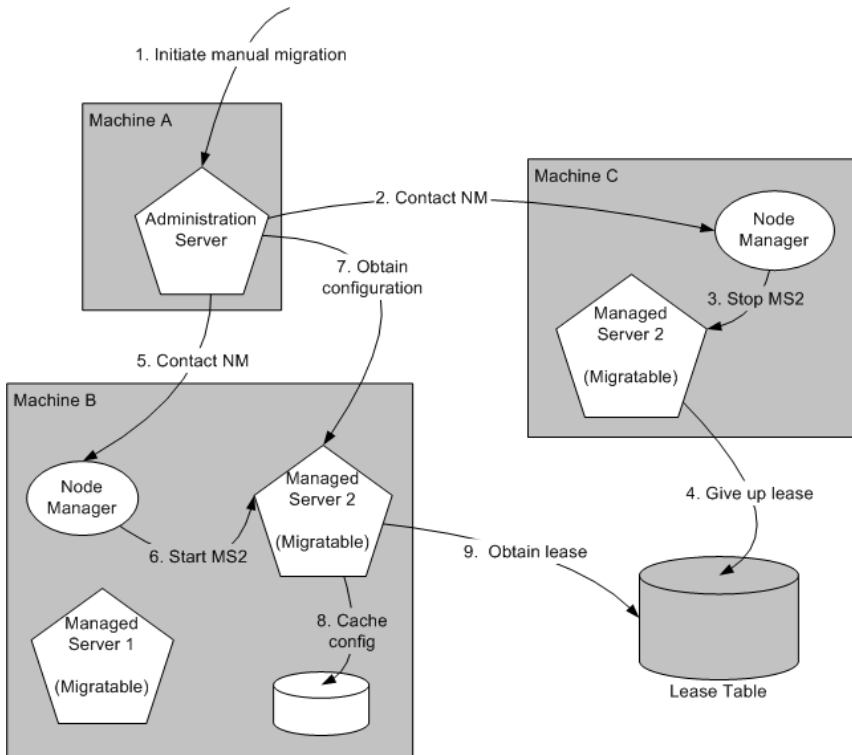 1. Initiate manual migration
Machine A
Administration
Server
2. Contact NM
Machine C
Node
Manager
3. Stop MS2
Managed
Server 2
(Migratable)
7. Obtain
configuration
5. Contact NM
Machine B
Node
Manager
Managed
Server 2
(Migratable)
6. Start MS2
4. Give up lease
9. Obtain lease
8. Cache
config
Managed
Server 1
(Migratable)
Lease Table